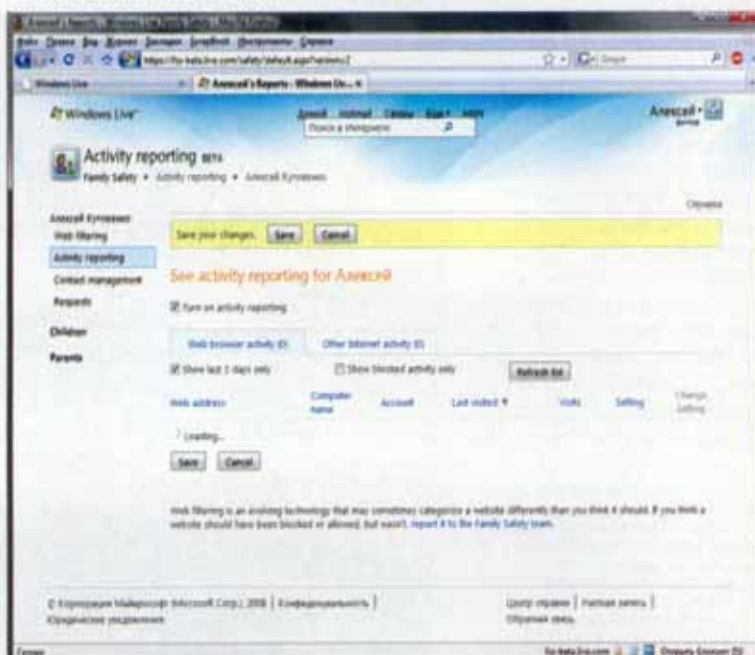 Windows Live
Алексей's Reports - Windows Liv...
Windows Live™
Алексей
Activity reporting BETA
Family Safety ▸ Activity reporting ▸
Справка
Web filtering
Activity reporting
Contact management
Requests
Children
Parents
Save your changes. Save Cancel
See activity reporting for Алексей
Turn on activity reporting
Web browser activity (0) Other Internet activity (0)
Show last 3 days only Show blocked activity only Refresh list
Web address Computer name Account Last visited ▼ Visits Setting Change Setting
Loading...
Save Cancel
Web filtering is an evolving technology that may sometimes categorize a website differently than you think it should. If you think a
website should have been blocked or allowed, but wasn't, report it to the Family Safety team.
© Корпорация Майкрософт (Microsoft Corp.), 2008 | Конфиденциальность |
Юридические уведомления
Центр справки | Учетная запись |
Обратная связь
Готово